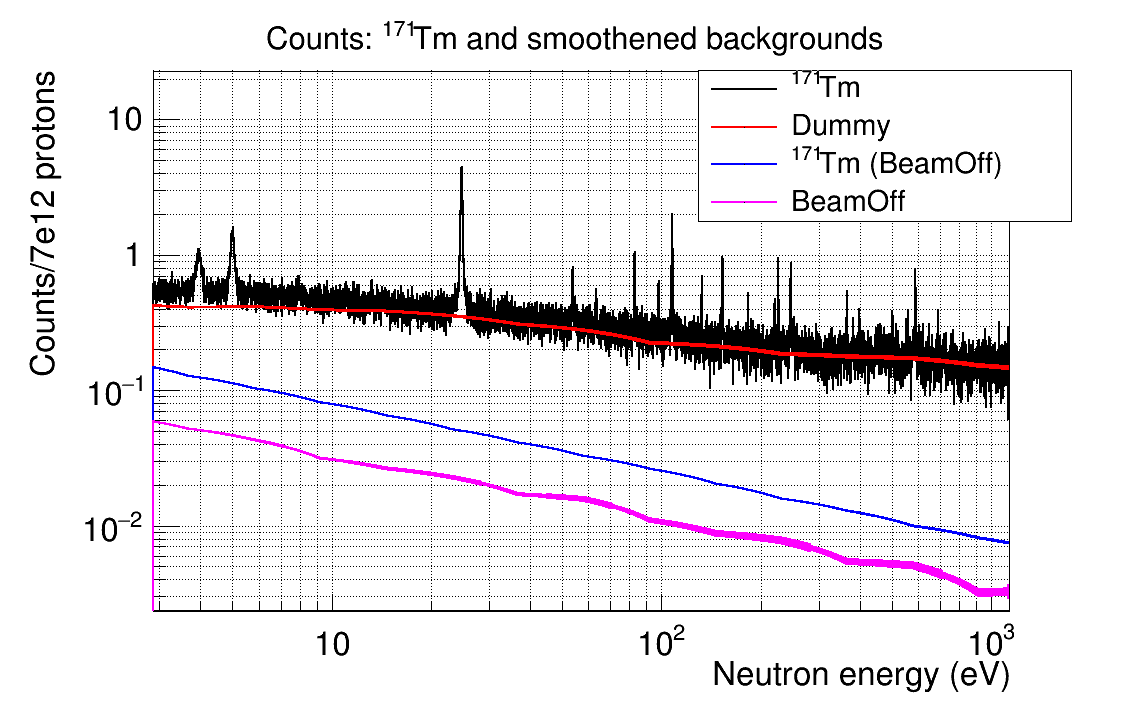 Counts: ¹⁷¹Tm and smoothened backgrounds
Counts/7e12 protons
¹⁷¹Tm
Dummy
¹⁷¹Tm (BeamOff)
BeamOff
10
1
10⁻¹
10⁻²
10 10² 10³
Neutron energy (eV)